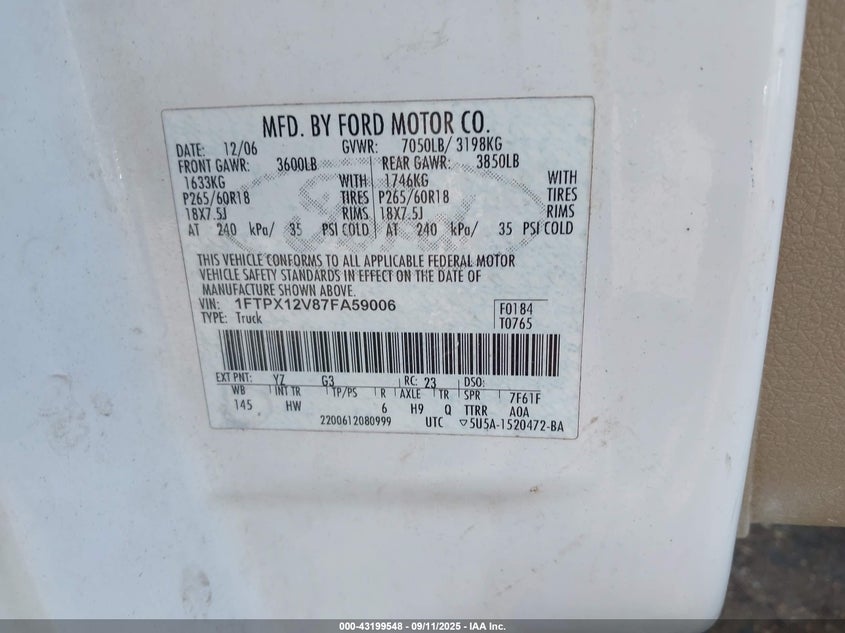 MFD. BY FORD MOTOR CO.
DATE: 12/06 GVWR: 7050LB/ 3198KG
FRONT GAWR: 3600LB REAR GAWR: 3850LB
1633KG WITH 1746KG WITH
P265/60R18 TIRES P265/60R18 TIRES
18X7.5J RIMS 18X7.5J RIMS
AT 240 kPa/ 35 PSI COLD AT 240 kPa/ 35 PSI COLD
Ford
THIS VEHICLE CONFORMS TO ALL APPLICABLE FEDERAL MOTOR
VEHICLE SAFETY STANDARDS IN EFFECT ON THE DATE OF
MANUFACTURE SHOWN ABOVE.
VIN: 1FTPX12V87FA59006 F0184
TYPE: Truck T0765
EXT PNT: YZ G3 RC: 23 DSO:
WB INT TR TP/PS R AXLE TR SPR 7F61F
145 HW 6 H9 Q TTRR A0A
2200612080999 UTC ▽5U5A-1520472-BA
000-43199548 - 09/11/2025 - IAA Inc.